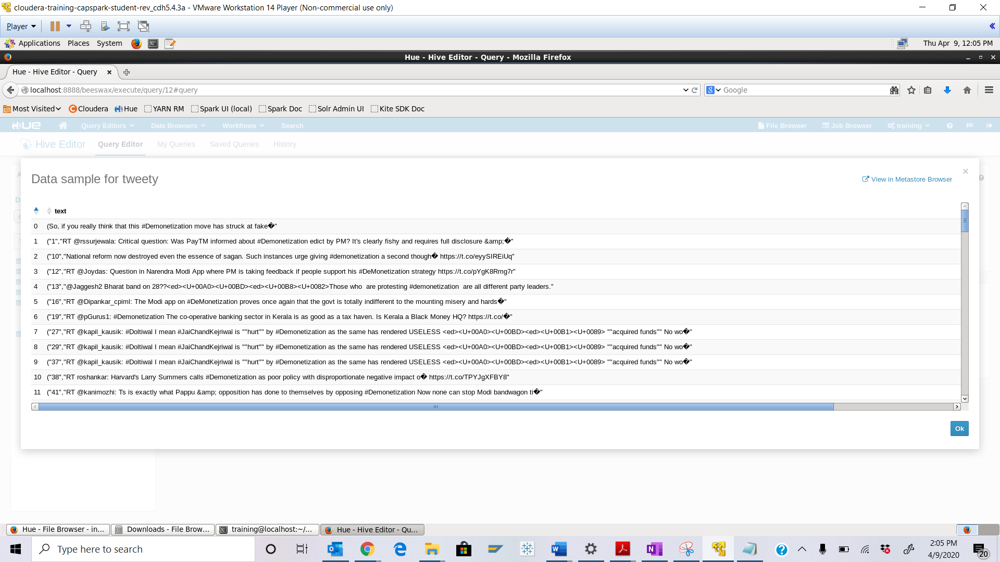 cloudera-training-capspark-student-rev_cdh5.4.3a - VMware Workstation 14 Player (Non-commercial use only)
Player
Applications Places System Thu Apr 9, 12:05 PM
Hue - Hive Editor - Query - Mozilla Firefox
Hue - Hive Editor - Query
localhost:8888/beeswax/execute/query/12#query Google
Most Visited Cloudera Hue YARN RM Spark UI (local) Spark Doc Solr Admin UI Kite SDK Doc
HUE Query Editors Data Browsers Workflows Search File Browser Job Browser training
Hive Editor Query Editor My Queries Saved Queries History
Data sample for tweety
View in Metastore Browser
text
0 (So, if you really think that this #Demonetization move has struck at fake�"
1 ("1","RT @rssurjewala: Critical question: Was PayTM informed about #Demonetization edict by PM? It's clearly fishy and requires full disclosure &amp;�"
2 ("10","National reform now destroyed even the essence of sagan. Such instances urge giving #demonetization a second though� https://t.co/eyySIREiUq"
3 ("12","RT @Joydas: Question in Narendra Modi App where PM is taking feedback if people support his #DeMonetization strategy https://t.co/pYgK8Rmg7r"
4 ("13","@Jaggesh2 Bharat band on 28??<ed><U+00A0><U+00BD><ed><U+00B8><U+0082>Those who  are protesting #demonetization  are all different party leaders."
5 ("16","RT @Dipankar_cpiml: The Modi app on #DeMonetization proves once again that the govt is totally indifferent to the mounting misery and hards�"
6 ("19","RT @pGurus1: #Demonetization The co-operative banking sector in Kerala is as good as a tax haven. Is Kerala a Black Money HQ? https://t.co/�"
7 ("27","RT @kapil_kausik: #Doltiwal I mean #JaiChandKejriwal is ""hurt"" by #Demonetization as the same has rendered USELESS <ed><U+00A0><U+00BD><ed><U+00B1><U+0089> ""acquired funds"" No wo�"
8 ("29","RT @kapil_kausik: #Doltiwal I mean #JaiChandKejriwal is ""hurt"" by #Demonetization as the same has rendered USELESS <ed><U+00A0><U+00BD><ed><U+00B1><U+0089> ""acquired funds"" No wo�"
9 ("37","RT @kapil_kausik: #Doltiwal I mean #JaiChandKejriwal is ""hurt"" by #Demonetization as the same has rendered USELESS <ed><U+00A0><U+00BD><ed><U+00B1><U+0089> ""acquired funds"" No wo�"
10 ("38","RT roshankar: Harvard's Larry Summers calls #Demonetization as poor policy with disproportionate negative impact o� https://t.co/TPYJgXFBY8"
11 ("41","RT @kanimozhi: Ts is exactly what Pappu &amp; opposition has done to themselves by opposing #Demonetization Now none can stop Modi bandwagon ti�"
Ok
Hue - File Browser - in... Downloads - File Brow... training@localhost:~/... Hue - Hive Editor - Qu...
Type here to search
2:05 PM
4/9/2020
20